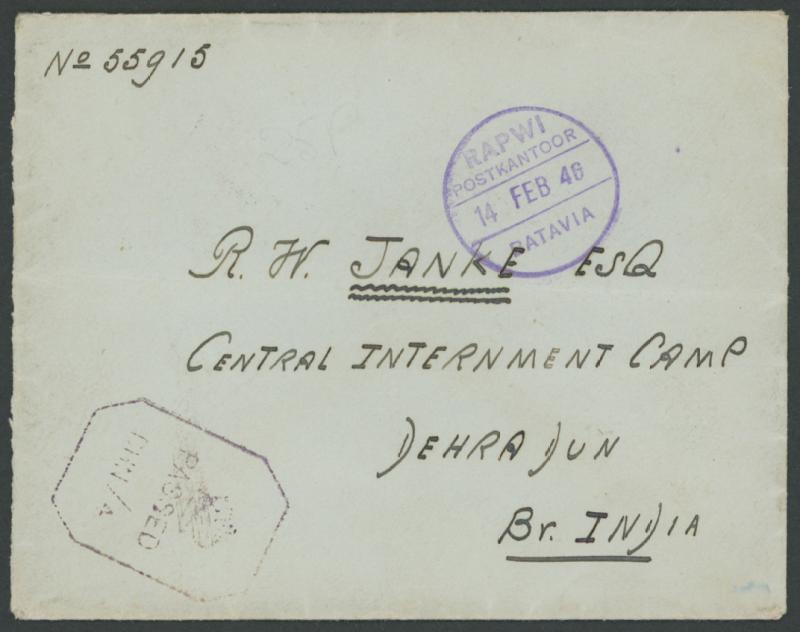 No 55915
RAPWI
POSTKANTOOR
14 FEB 46
BATAVIA
R. W. JANKE ESQ
CENTRAL INTERNMENT CAMP
DEHRA DUN
Br. INDIA
PASSED